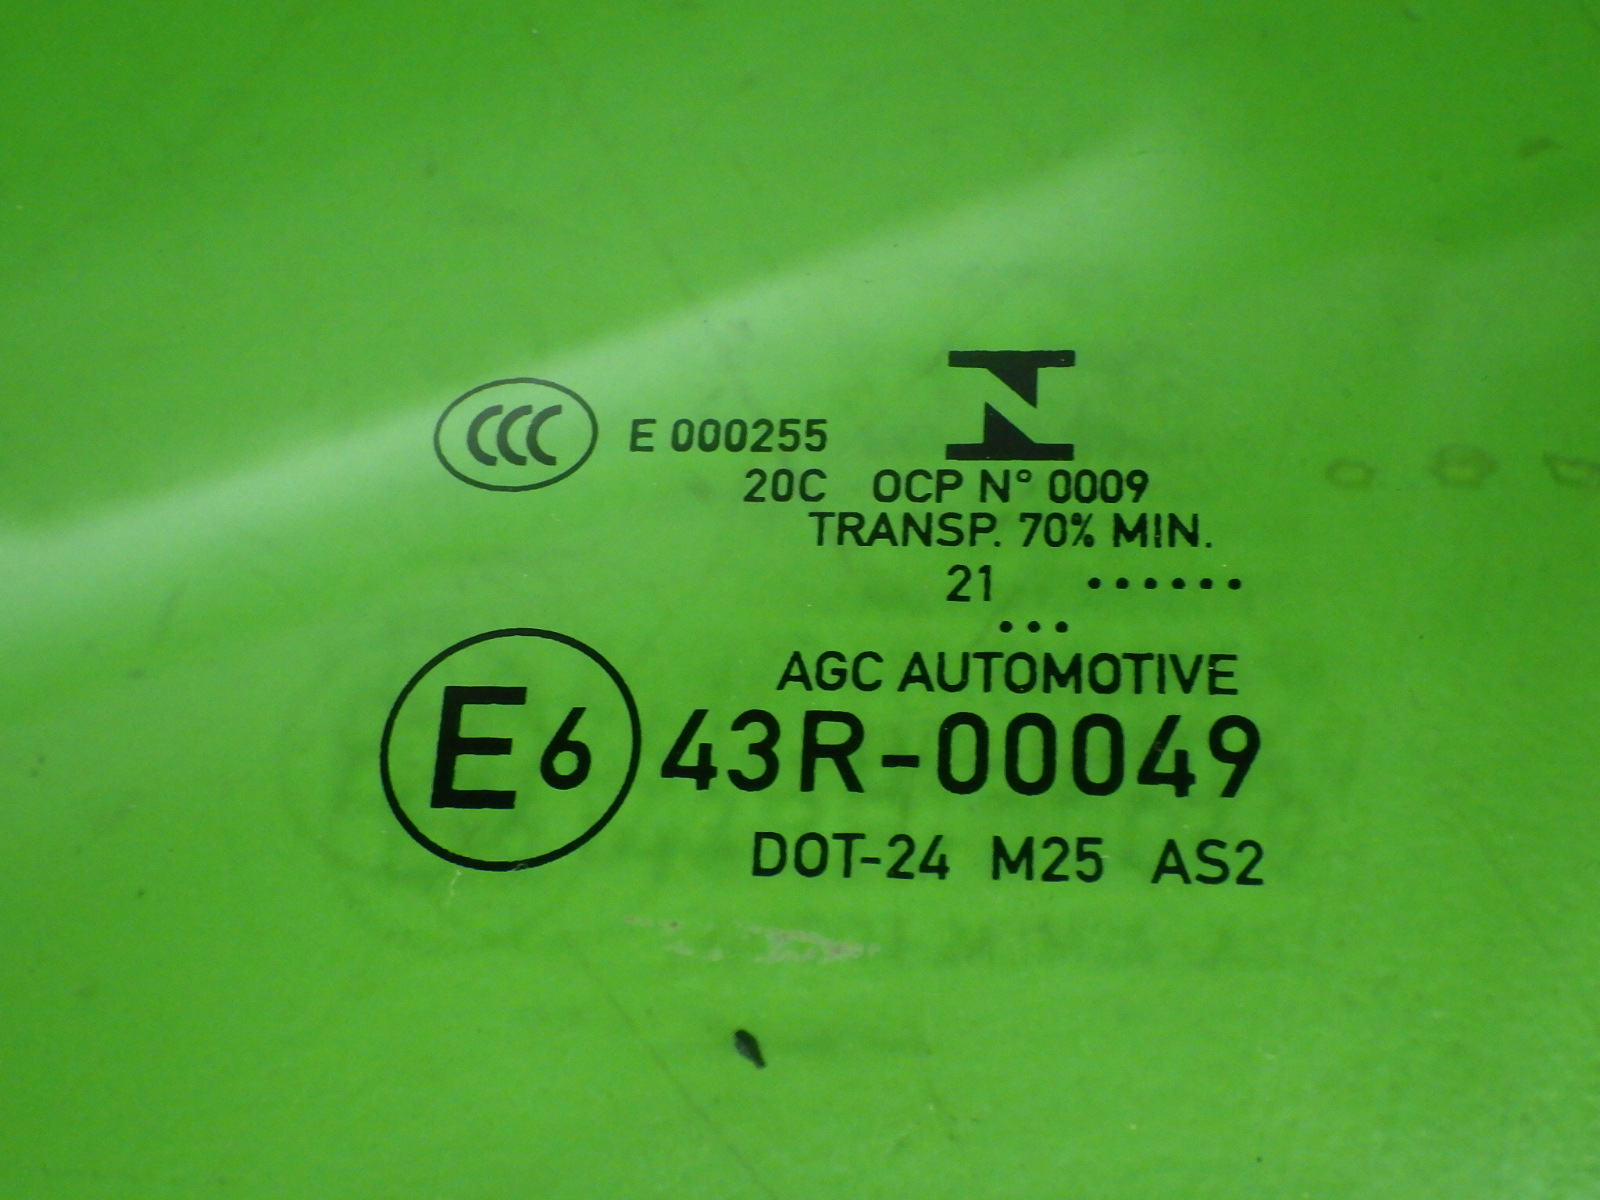 CCC E 000255
20C OCP N° 0009
TRANSP. 70% MIN.
21 ······
···
AGC AUTOMOTIVE
E6 43R-00049
DOT-24 M25 AS2